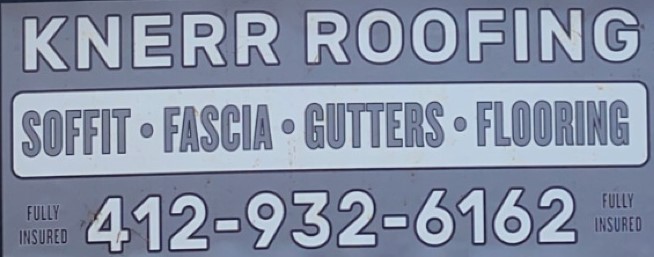 KNERR ROOFING
SOFFIT • FASCIA • GUTTERS • FLOORING
FULLY INSURED 412-932-6162 FULLY INSURED